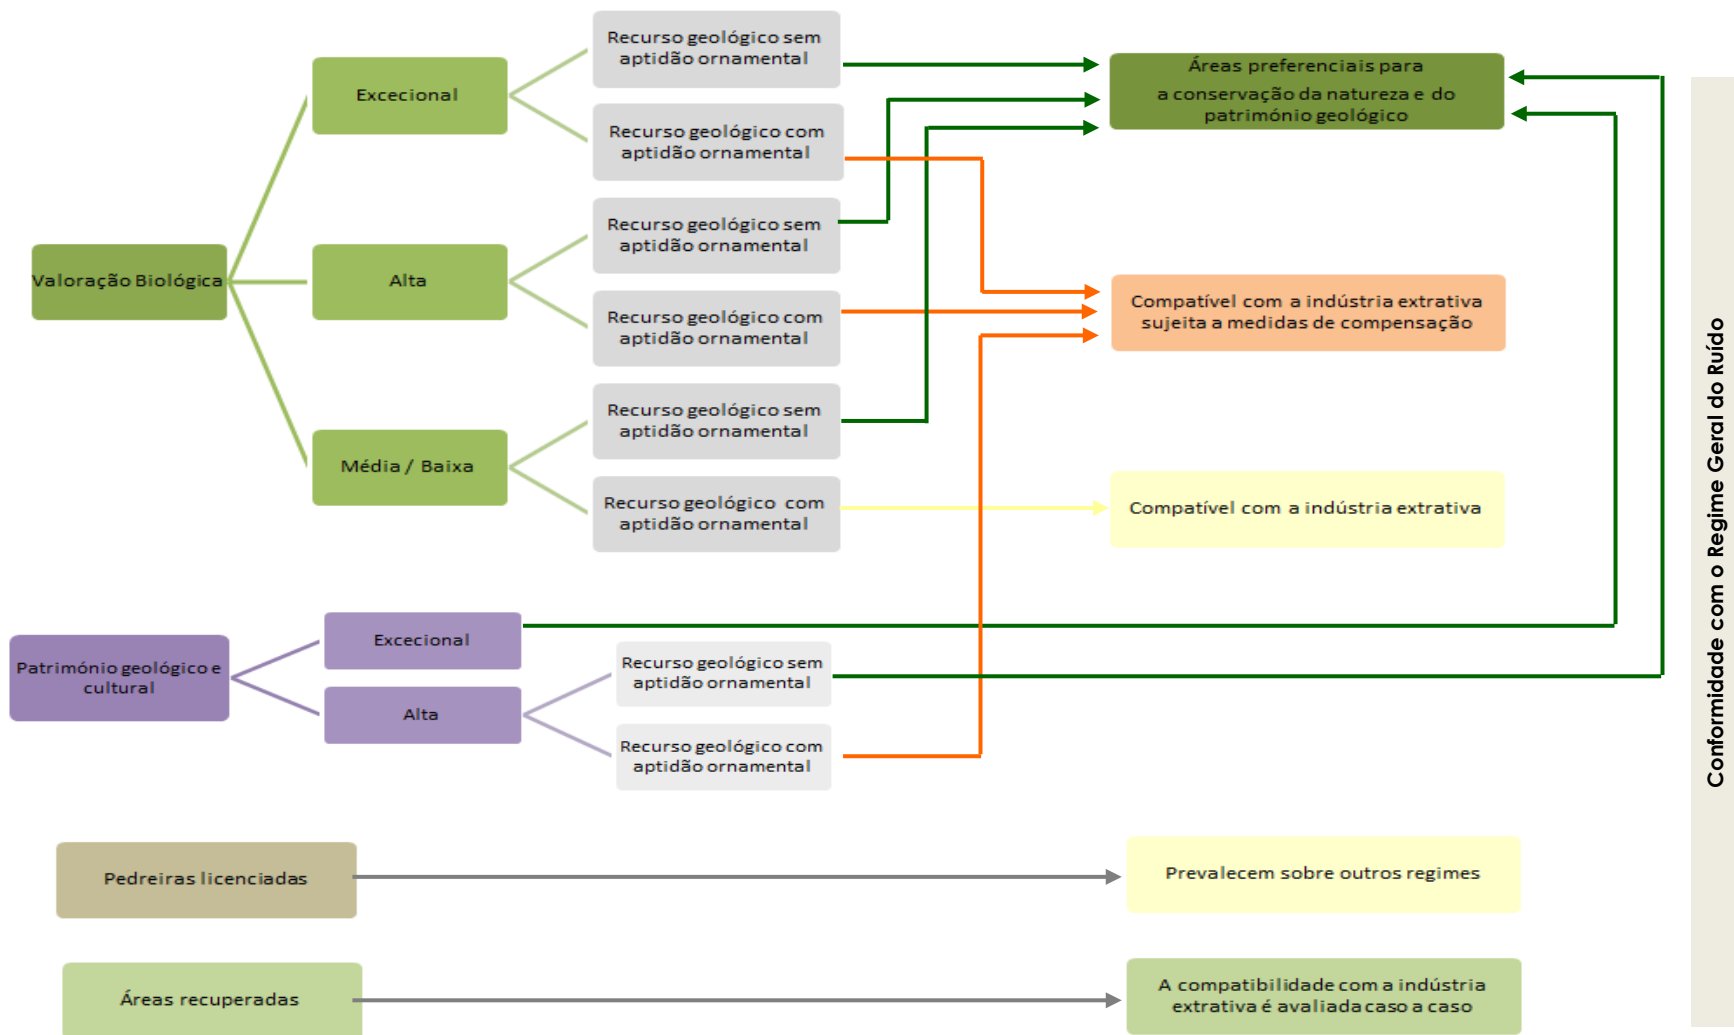 Recurso geológico sem
aptidão ornamental
Excecional
Recurso geológico com
aptidão ornamental
Áreas preferenciais para
a conservação da natureza e do
património geológico
Valoração Biológica
Alta
Recurso geológico sem
aptidão ornamental
Recurso geológico com
aptidão ornamental
Compatível com a indústria extrativa
sujeita a medidas de compensação
Média / Baixa
Recurso geológico sem
aptidão ornamental
Recurso geológico com
aptidão ornamental
Compatível com a indústria extrativa
Património geológico e
cultural
Excecional
Alta
Recurso geológico sem
aptidão ornamental
Recurso geológico com
aptidão ornamental
Pedreiras licenciadas
Prevalecem sobre outros regimes
Áreas recuperadas
A compatibilidade com a indústria
extrativa é avaliada caso a caso
Conformidade com o Regime Geral do Ruído